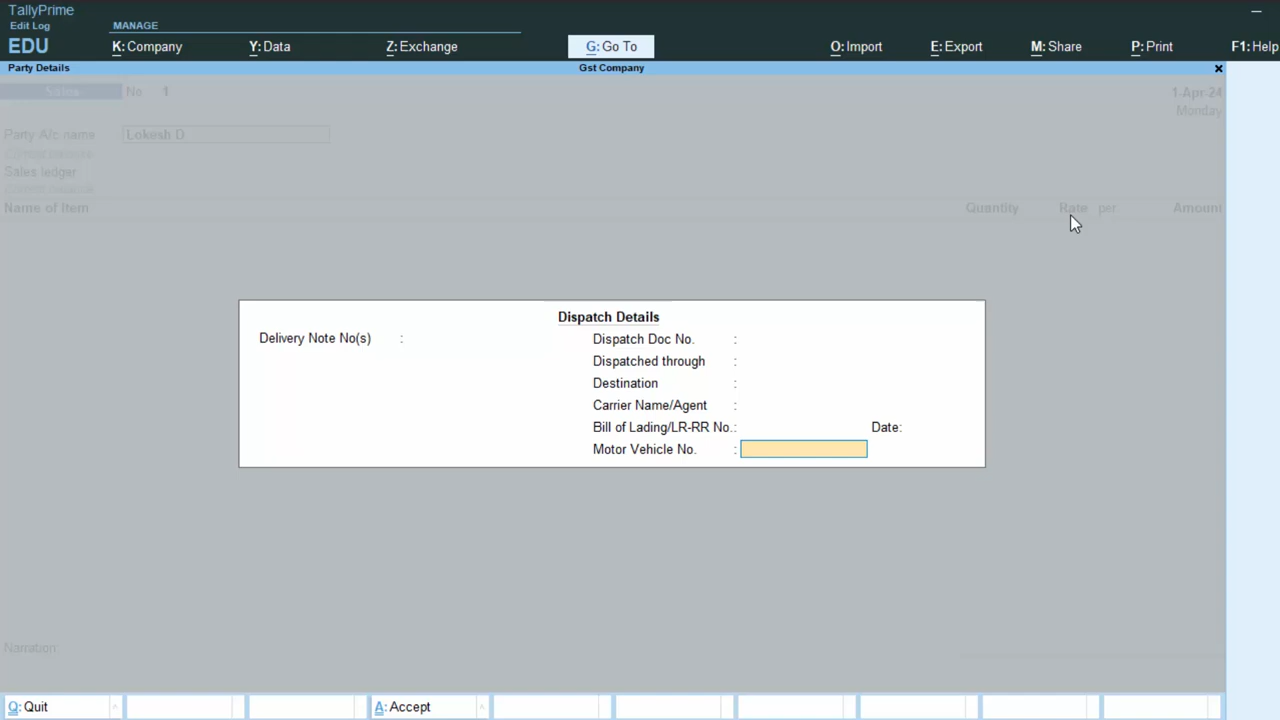 TallyPrime
Edit Log
MANAGE
EDU
K: Company
Y: Data
Z: Exchange
G: Go To
O: Import
E: Export
M: Share
P: Print
F1: Help
Party Details
Gst Company
Sales
No. 1
1-Apr-24
Monday
Party A/c name
Lokesh D
Sales ledger
Name of Item
Quantity
Rate
per
Amount
Dispatch Details
Delivery Note No(s) :
Dispatch Doc No. :
Dispatched through :
Destination :
Carrier Name/Agent :
Bill of Lading/LR-RR No.: Date:
Motor Vehicle No. :
Narration:
Q: Quit
A: Accept